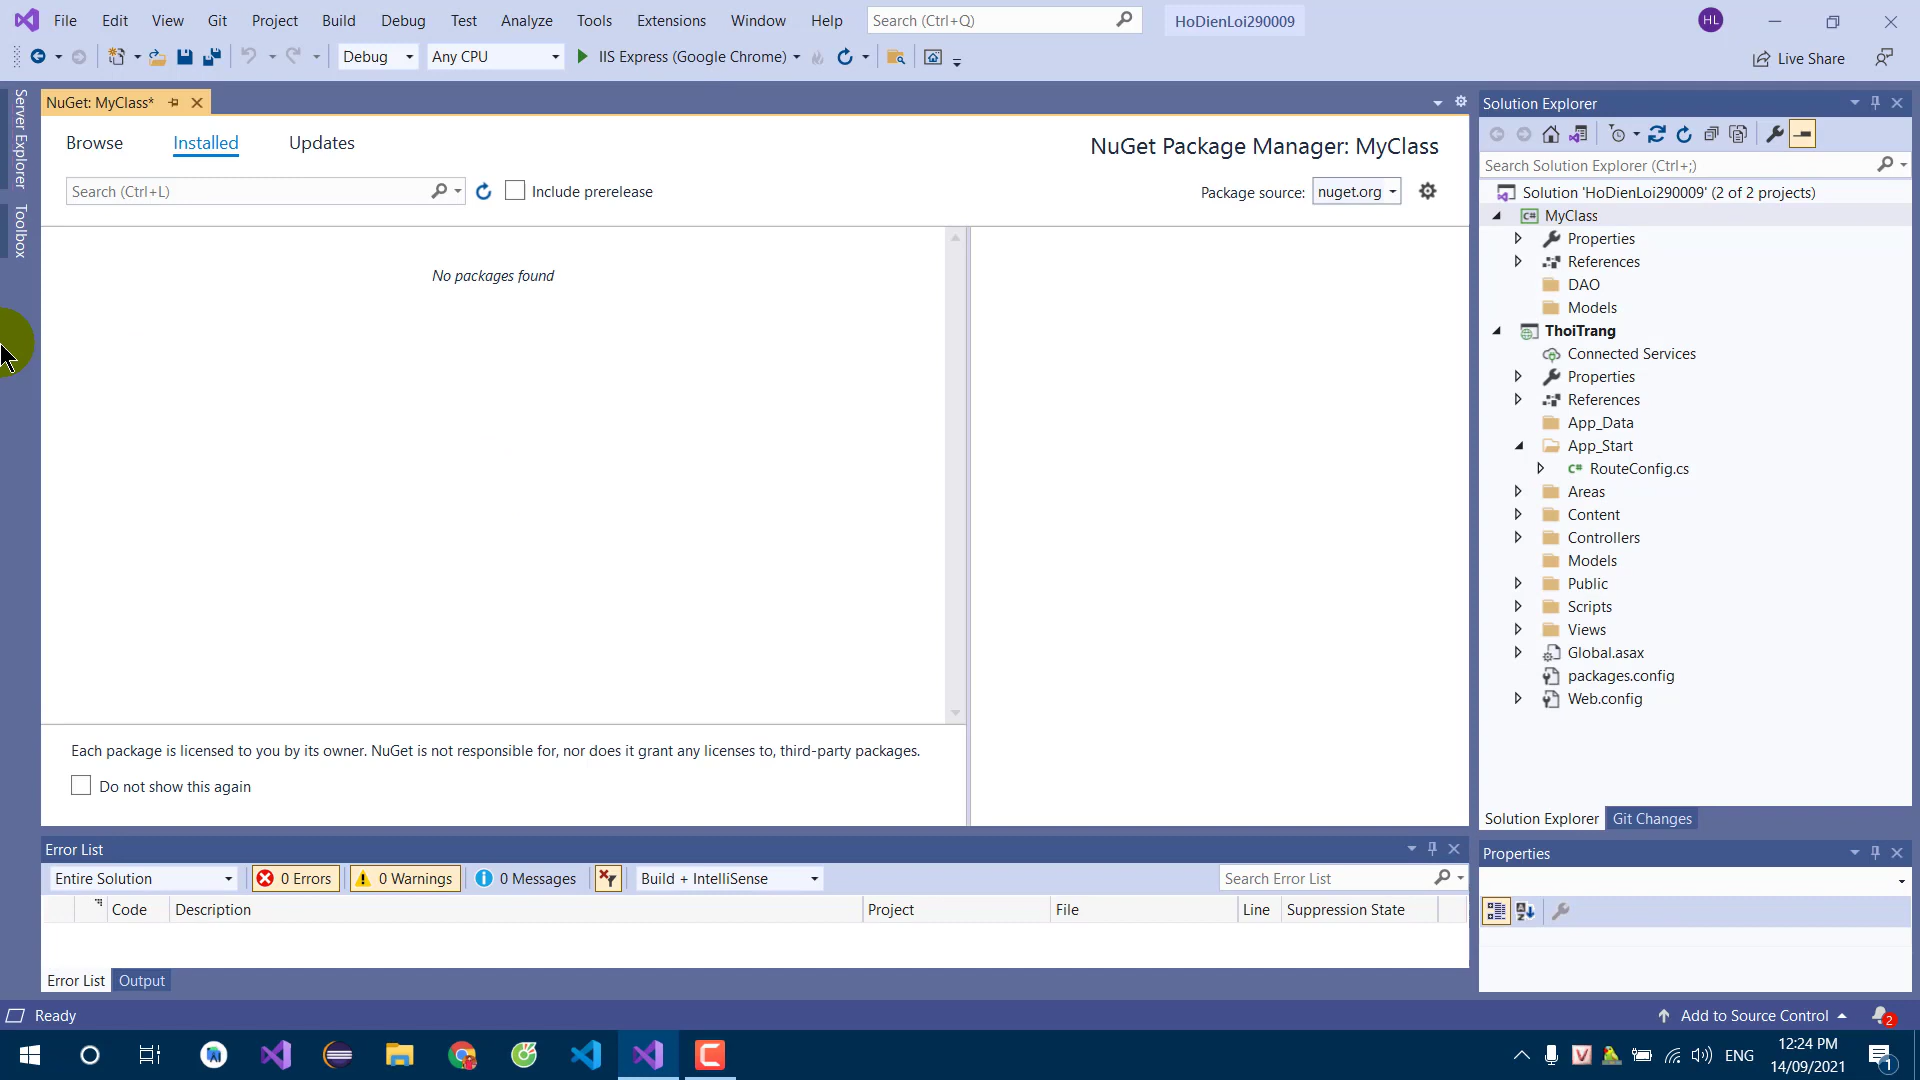 File Edit View Git Project Build Debug Test Analyze Tools Extensions Window Help Search (Ctrl+Q) HoDienLoi290009 HL
Debug Any CPU IIS Express (Google Chrome) Live Share
Server Explorer
Toolbox
NuGet: MyClass*
Browse Installed Updates
NuGet Package Manager: MyClass
Search (Ctrl+L) Include prerelease Package source: nuget.org
No packages found
Each package is licensed to you by its owner. NuGet is not responsible for, nor does it grant any licenses to, third-party packages.
Do not show this again
Solution Explorer
Search Solution Explorer (Ctrl+;)
Solution 'HoDienLoi290009' (2 of 2 projects)
C# MyClass
Properties
References
DAO
Models
ThoiTrang
Connected Services
Properties
References
App_Data
App_Start
C# RouteConfig.cs
Areas
Content
Controllers
Models
Public
Scripts
Views
Global.asax
packages.config
Web.config
Solution Explorer Git Changes
Properties
Error List
Entire Solution 0 Errors 0 Warnings 0 Messages Build + IntelliSense Search Error List
Code Description Project File Line Suppression State
Error List Output
Ready Add to Source Control 2
ENG
12:24 PM
14/09/2021
1